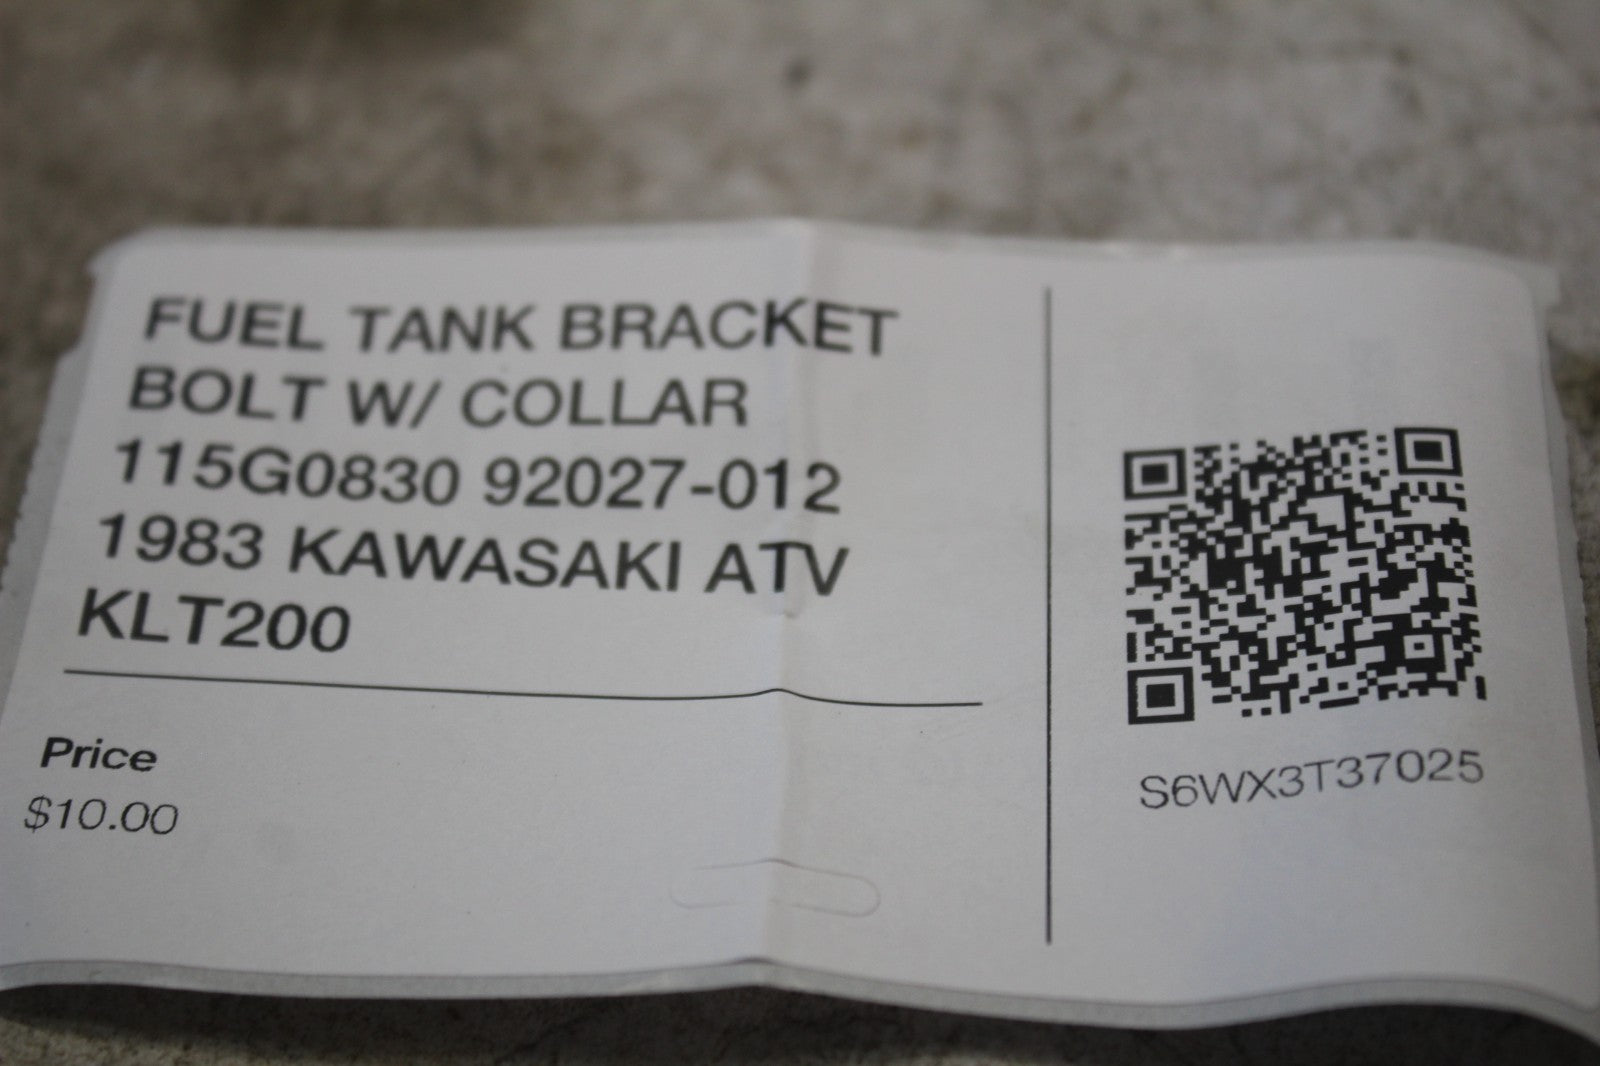 FUEL TANK BRACKET
BOLT W/ COLLAR
115G0830 92027-012
1983 KAWASAKI ATV
KLT200
Price
$10.00
S6WX3T37025